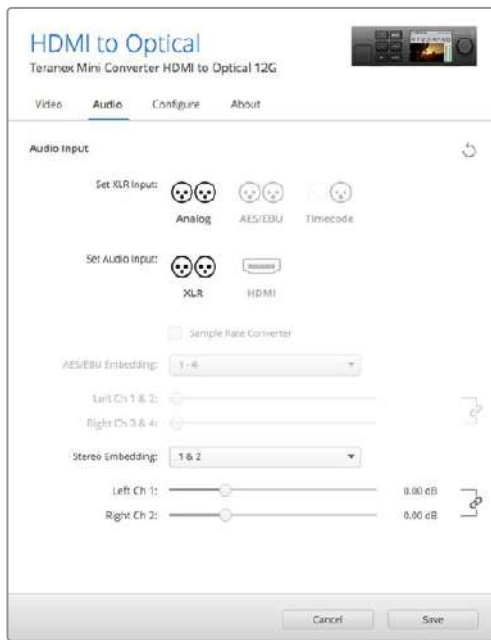 HDMI to Optical
Teranex Mini Converter HDMI to Optical 12G
Video Audio Configure About
Audio Input
Set XLR Input:
Analog AES/EBU Timecode
Set Audio Input:
XLR HDMI
Sample Rate Converter
AES/EBU Embedding: 1 - 4
Left Ch 1 & 2:
Right Ch 3 & 4:
Stereo Embedding: 1 & 2
Left Ch 1: 0.00 dB
Right Ch 2: 0.00 dB
Cancel Save